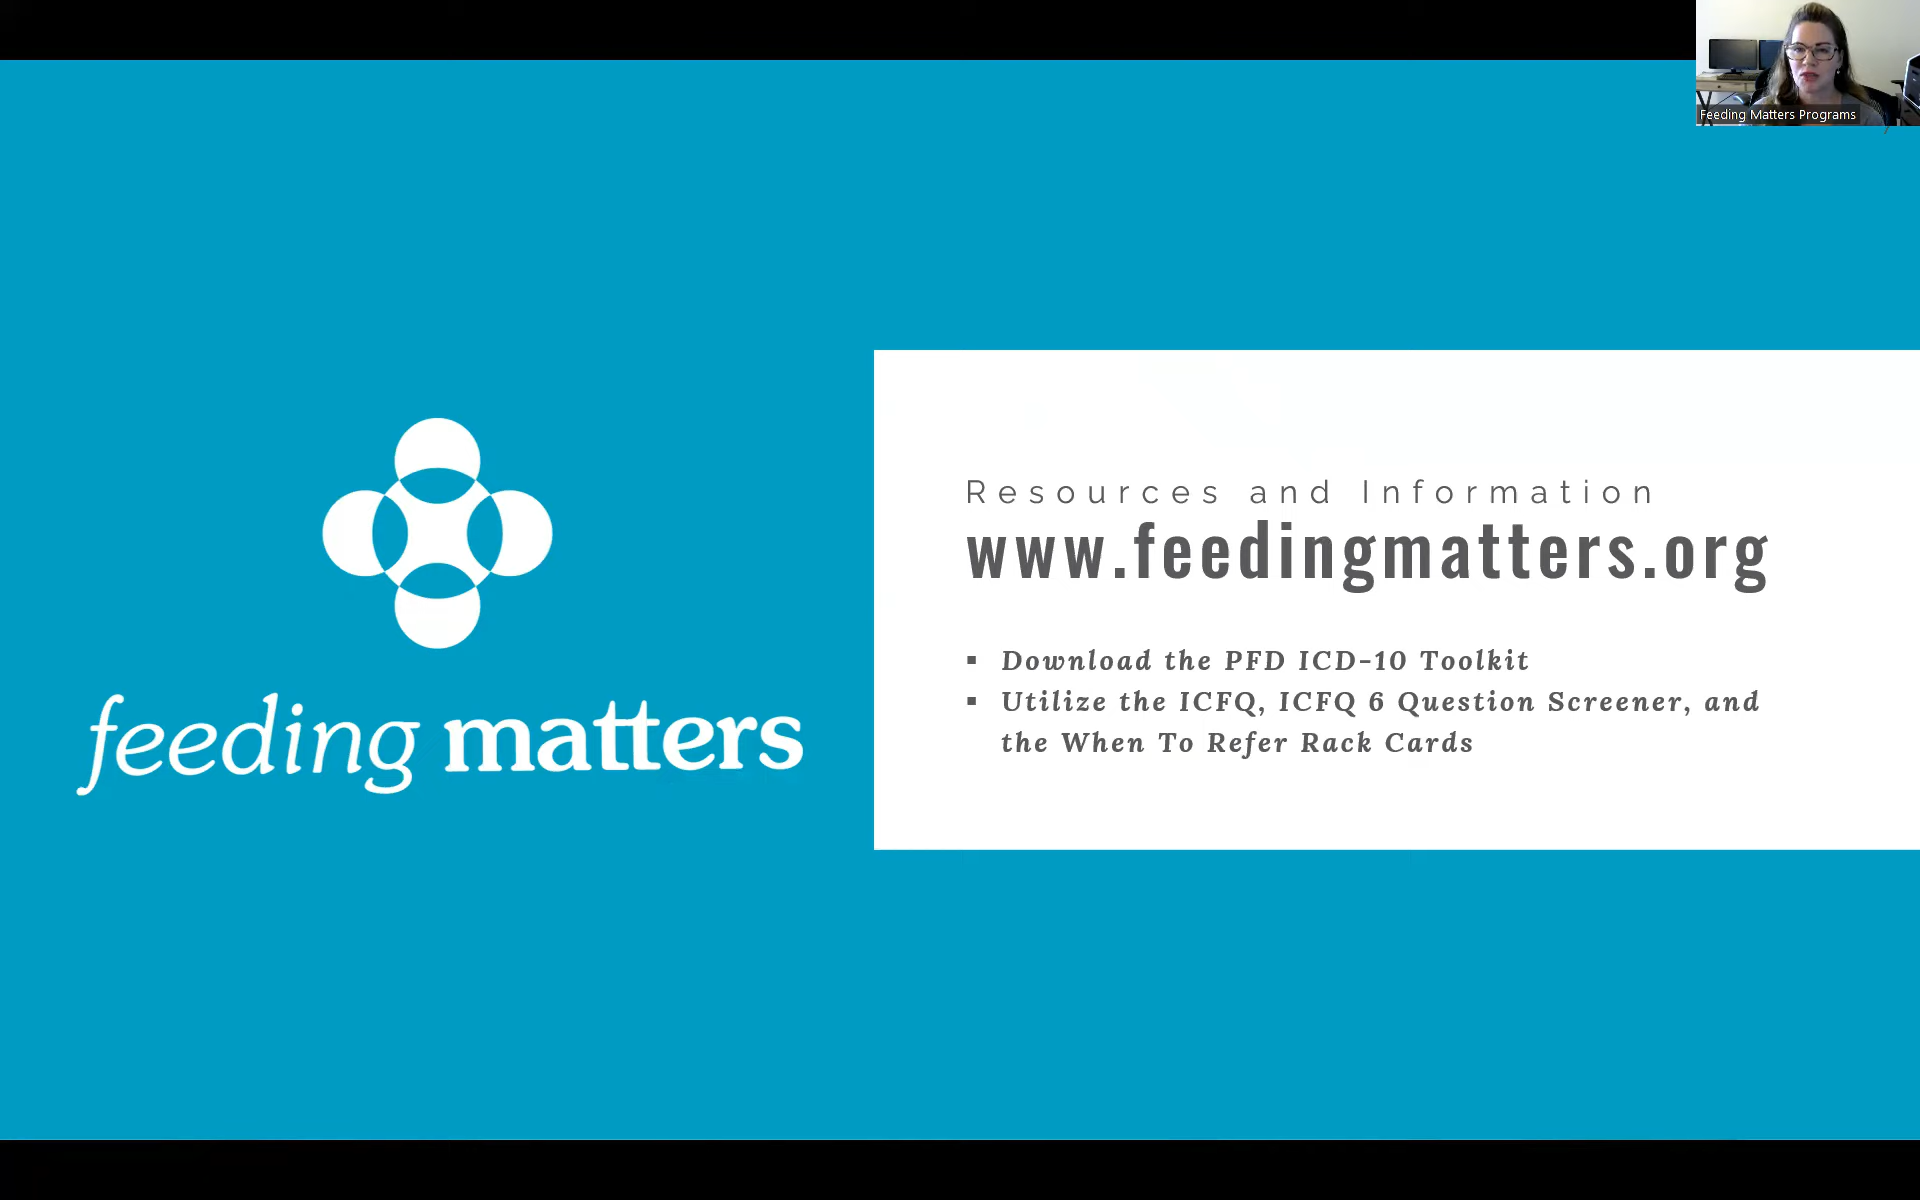 Feeding Matters Programs
Resources and Information
www.feedingmatters.org
feeding matters
▪ Download the PFD ICD-10 Toolkit
▪ Utilize the ICFQ, ICFQ 6 Question Screener, and
the When To Refer Rack Cards